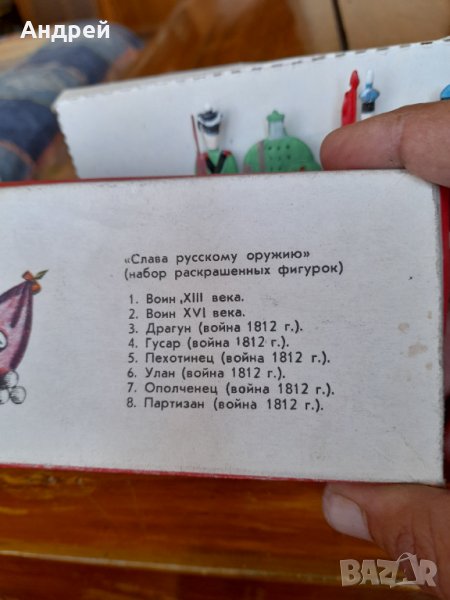 Андрей
«Слава русскому оружию»
(набор раскрашенных фигурок)
1. Воин XIII века.
2. Воин XVI века.
3. Драгун (война 1812 г.).
4. Гусар (война 1812 г.).
5. Пехотинец (война 1812 г.).
6. Улан (война 1812 г.).
7. Ополченец (война 1812 г.).
8. Партизан (война 1812 г.).
BAZAR